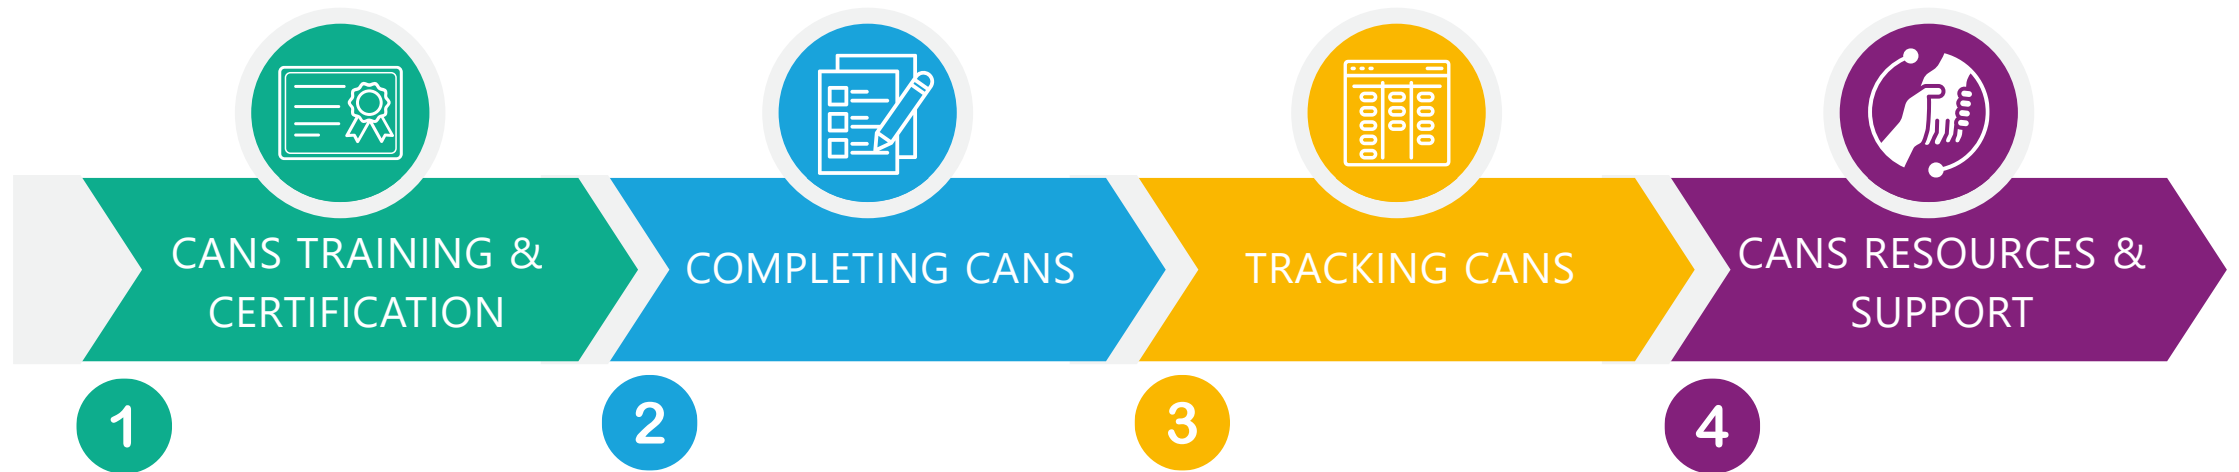 CANS TRAINING &
CERTIFICATION
COMPLETING CANS
TRACKING CANS
CANS RESOURCES &
SUPPORT
1
2
3
4